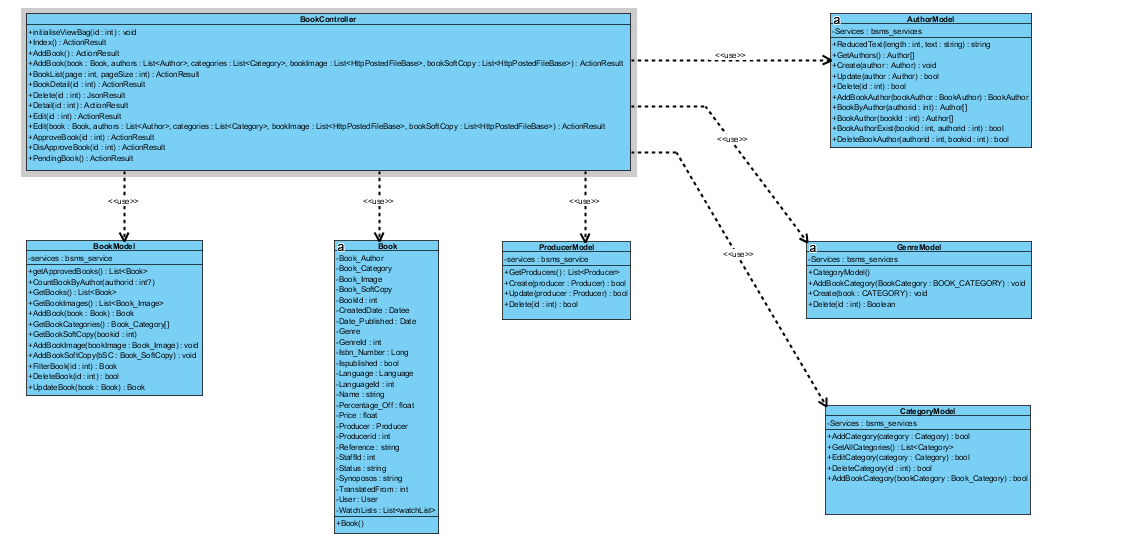 BookController
+initialiseViewBag(id : int) : void
+Index() : ActionResult
+AddBook() : ActionResult
+AddBook(book : Book, authors : List<Author>, categories : List<Category>, bookImage : List<HttpPostedFileBase>, bookSoftCopy : List<HttpPostedFileBase>) : ActionResult
+BookList(page : int, pageSize : int) : ActionResult
+BookDetail(id : int) : ActionResult
+Delete(id : int) : JsonResult
+Detail(id : int) : ActionResult
+Edit(id : int) : ActionResult
+Edit(book : Book, authors : List<Author>, categories : List<Category>, bookImage : List<HttpPostedFileBase>, bookSoftCopy : List<HttpPostedFileBase>) : ActionResult
+ApproveBook(id : int) : ActionResult
+DisApproveBook(id : int) : ActionResult
+PendingBook() : ActionResult
<<use>>
a
AuthorModel
-Services : bsms_services
+ReducedText(length : int, text : string) : string
+GetAuthors() : Author[]
+Create(author : Author) : void
+Update(author : Author) : bool
+Delete(id : int) : bool
+AddBookAuthor(bookAuthor : BookAuthor) : BookAuthor
+BookByAuthor(authorid : int) : Author[]
+BookAuthor(bookId : int) : Author[]
+BookAuthorExist(bookid : int, authorid : int) : bool
+DeleteBookAuthor(authorid : int, bookid : int) : bool
<<use>>
<<use>>
<<use>>
<<use>>
<<use>>
BookModel
-services : bsms_service
+getApprovedBooks() : List<Book>
+CountBookByAuthor(authorid : int?)
+GetBooks() : List<Book>
+GetBookImages() : List<Book_Image>
+AddBook(book : Book) : Book
+GetBookCategories() : Book_Category[]
+GetBookSoftCopy(bookid : int)
+AddBookImage(bookImage : Book_Image) : void
+AddBookSoftCopy(bSC : Book_SoftCopy) : void
+FilterBook(id : int) : Book
+DeleteBook(id : int) : bool
+UpdateBook(book : Book) : Book
a
Book
-Book_Author
-Book_Category
-Book_Image
-Book_SoftCopy
-BookId : int
-CreatedDate : Datee
-Date_Published : Date
-Genre
-GenreId : int
-Isbn_Number : Long
-Ispublished : bool
-Language : Language
-LanguageId : int
-Name : string
-Percentage_Off : float
-Price : float
-Producer : Producer
-Producerid : int
-Reference : string
-StaffId : int
-Status : string
-Synoposos : string
-TranslatedFrom : int
-User : User
-WatchLists : List<watchList>
+Book()
ProducerModel
-services : bsms_service
+GetProducers() : List<Producer>
+Create(producer : Producer) : bool
+Update(producer : Producer) : bool
+Delete(id : int) : bool
a
GenreModel
-Services : bsms_services
+CategoryModel()
+AddBookCategory(BookCategory : BOOK_CATEGORY) : void
+Create(book : CATEGORY) : void
+Delete(id : int) : Boolean
CategoryModel
-Services : bsms_services
+AddCategory(category : Category) : bool
+GetAllCategories() : List<Category>
+EditCategory(category : Category) : bool
+DeleteCategory(id : int) : bool
+AddBookCategory(bookCategory : Book_Category) : bool